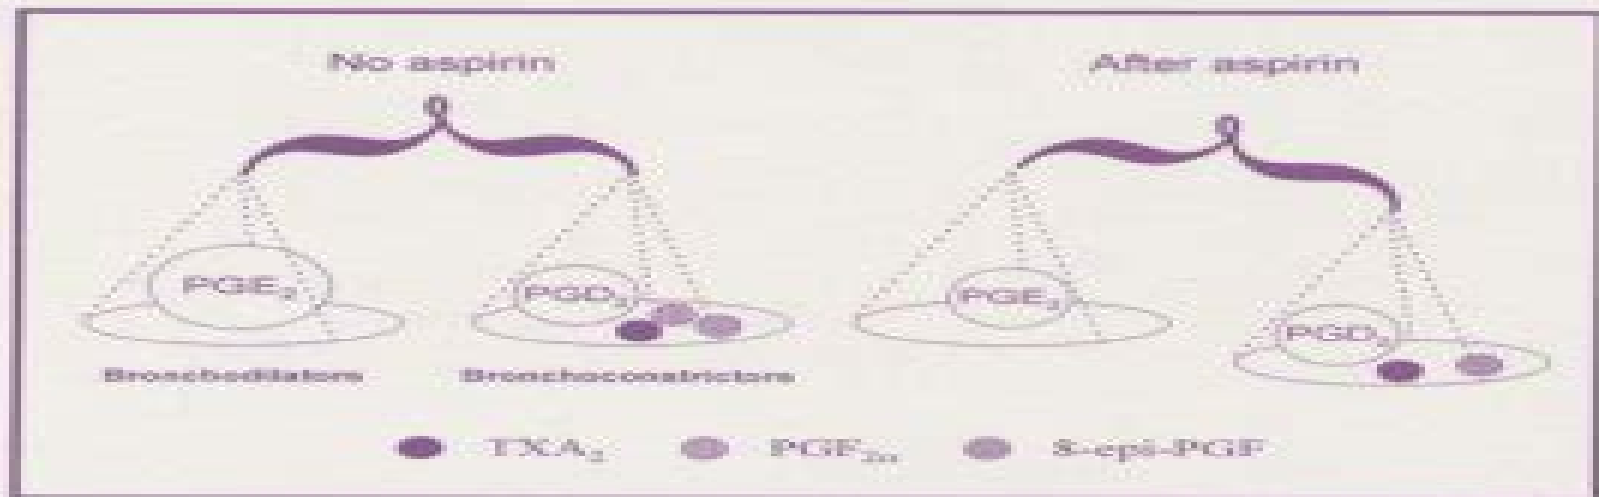 No aspirin
After aspirin
PGE₂
PGD₂
PGE₂
PGD₂
Bronchodilators
Bronchoconstrictors
TXA₂ PGF₂α 8-epi-PGF